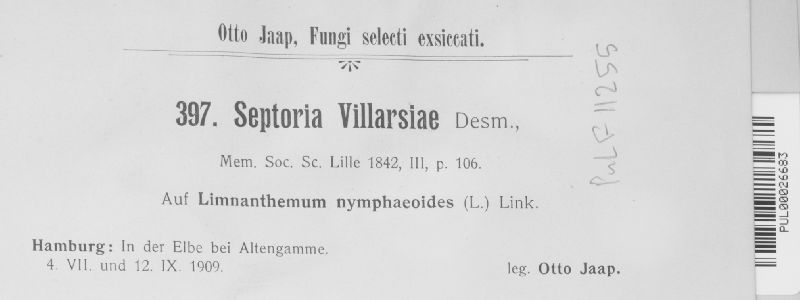 Otto Jaap, Fungi selecti exsiccati.
397. Septoria Villarsiae Desm.,
Mem. Soc. Sc. Lille 1842, III, p. 106.
Auf Limnanthemum nymphaeoides (L.) Link.
Hamburg: In der Elbe bei Altengamme.
4. VII. und 12. IX. 1909.
leg. Otto Jaap.
PuL F 11255
PUL00026683